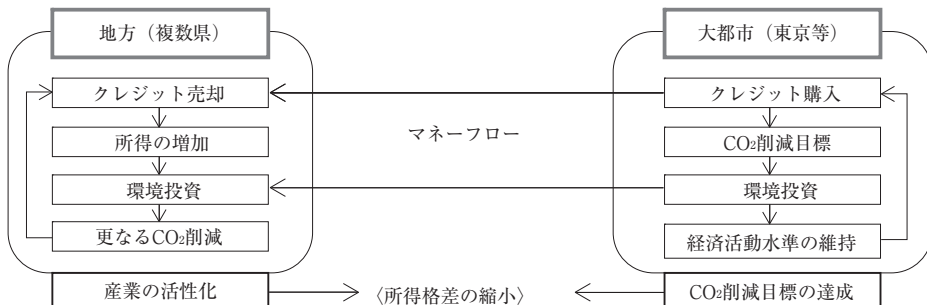 地方（複数県）
クレジット売却
所得の増加
環境投資
更なるCO2削減
産業の活性化
マネーフロー
〈所得格差の縮小〉
大都市（東京等）
クレジット購入
CO2削減目標
環境投資
経済活動水準の維持
CO2削減目標の達成